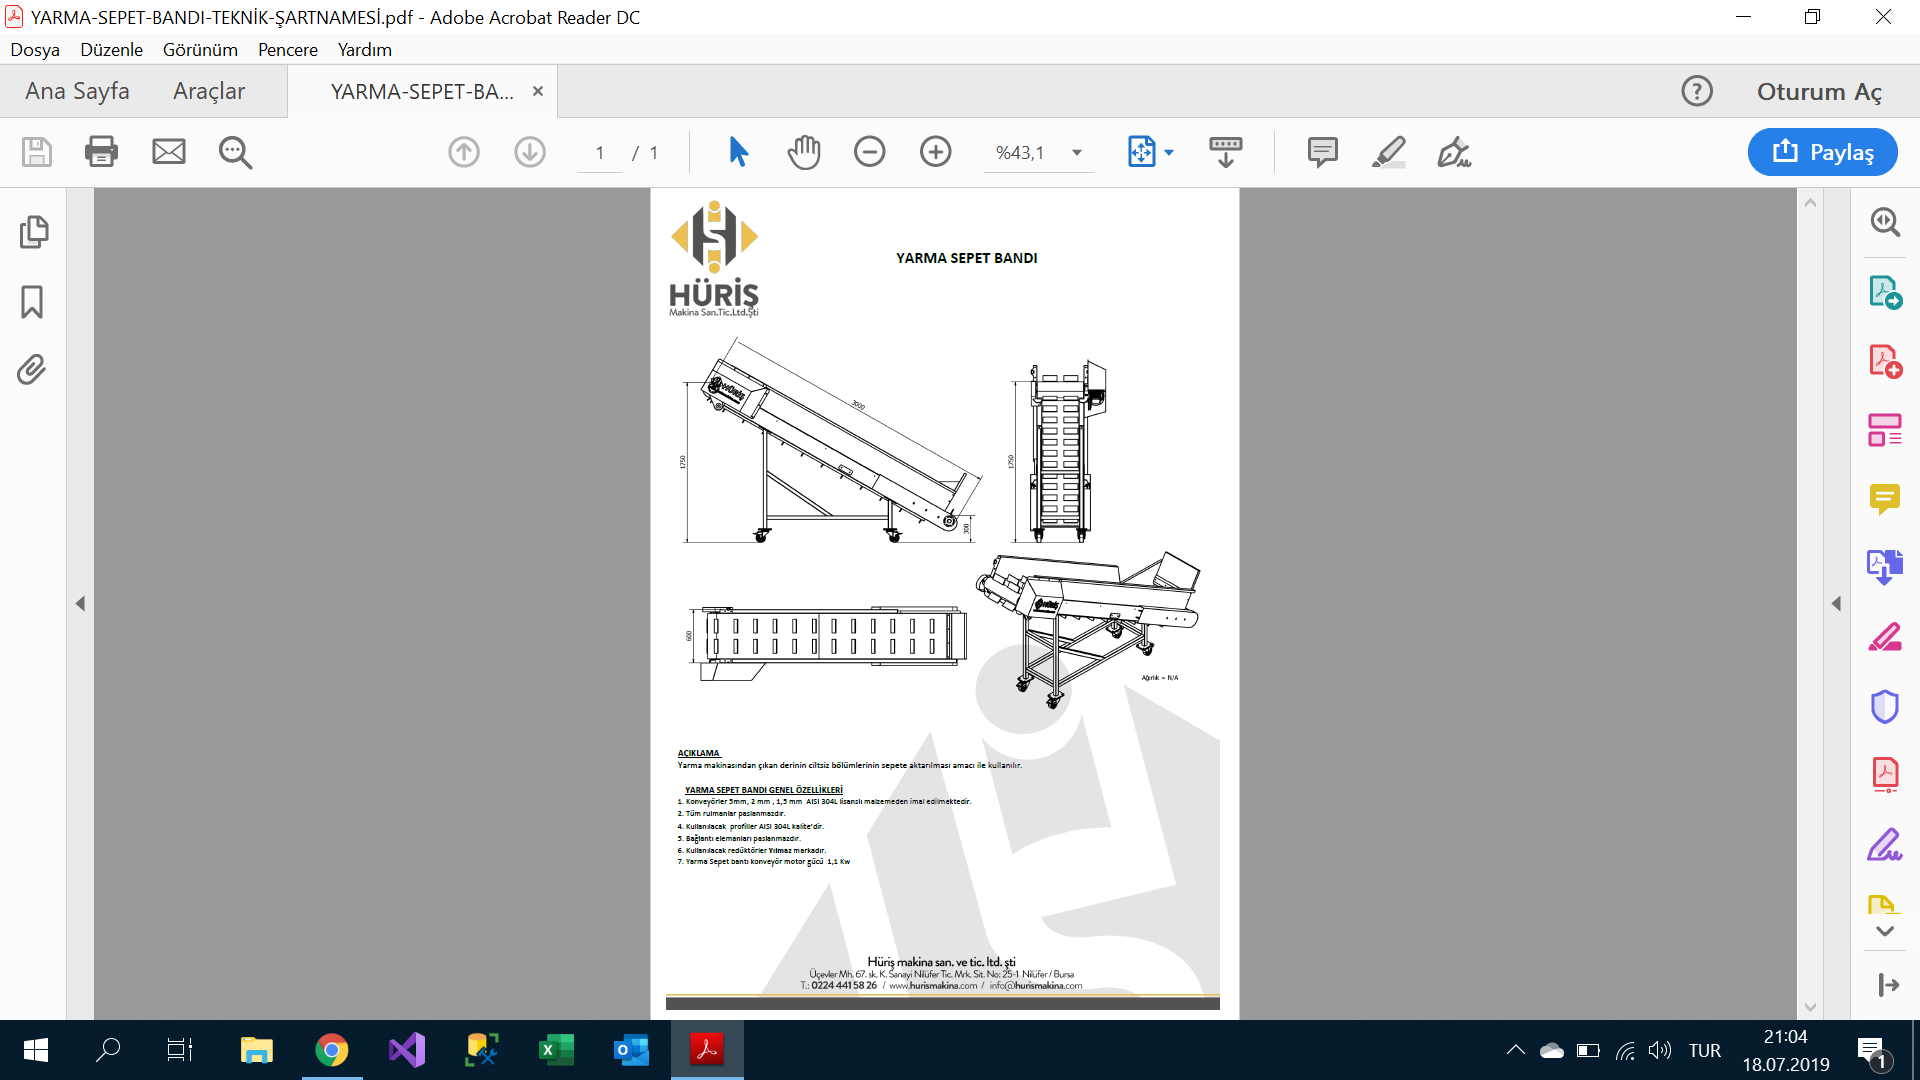 YARMA-SEPET-BANDI-TEKNİK-ŞARTNAMESİ.pdf - Adobe Acrobat Reader DC
Dosya Düzenle Görünüm Pencere Yardım
Ana Sayfa Araçlar YARMA-SEPET-BA... × ? Oturum Aç
1 / 1 %43,1 Paylaş
HÜRİŞ
Makina San.Tic.Ltd.Şti
YARMA SEPET BANDI
3000
HÜRİŞ
1750
1750
300
HÜRİŞ
600
Ağırlık = N/A
AÇIKLAMA
Yarma makinasından çıkan derinin ciltsiz bölümlerinin sepete aktarılması amacı ile kullanılır.
YARMA SEPET BANDI GENEL ÖZELLİKLERİ
1. Konveyörler 5mm, 2 mm , 1,5 mm AISI 304L lisanslı malzemeden imal edilmektedir.
2. Tüm rulmanlar paslanmazdır.
4. Kullanılacak profiller AISI 304L kalite'dir.
5. Bağlantı elemanları paslanmazdır.
6. Kullanılacak redüktörler Yılmaz markadır.
7. Yarma Sepet bantı konveyör motor gücü 1,1 Kw
Hüriş makina san. ve tic. ltd. şti
Üçevler Mh. 67. sk. K. Sanayi Nilüfer Tic. Mrk. Sit. No: 25-1 Nilüfer / Bursa
T.: 0224 441 58 26 / www.hurismakina.com / info@hurismakina.com
TUR
21:04
18.07.2019
1